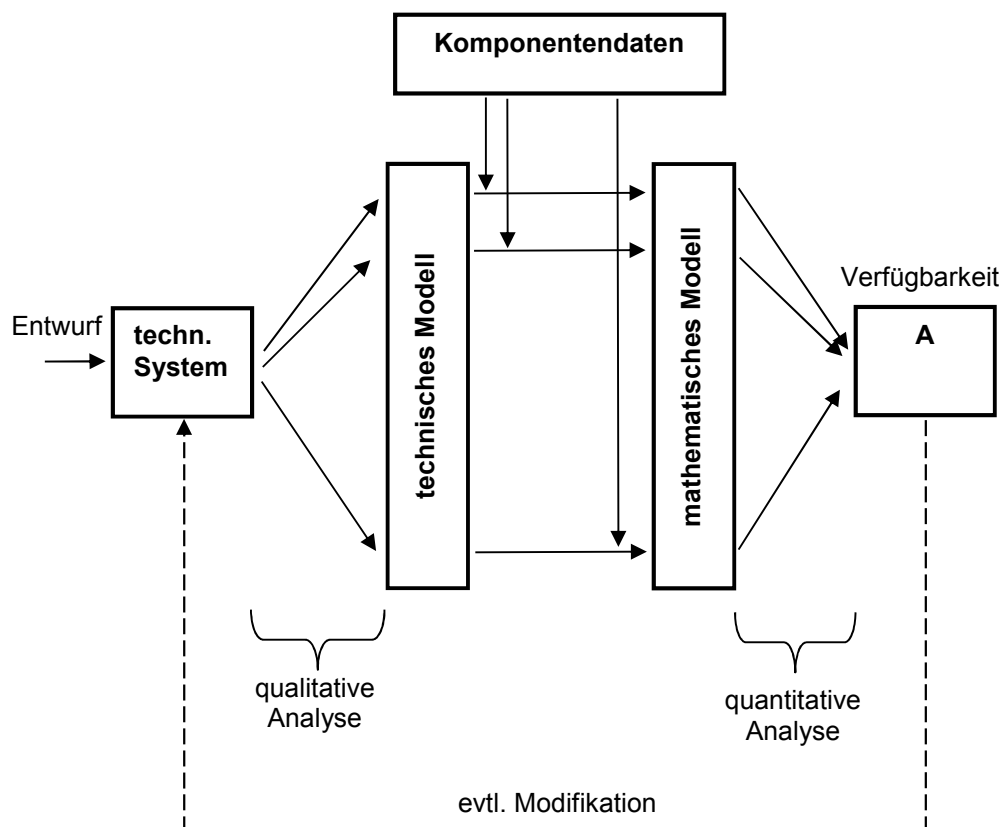 Komponentendaten
technisches Modell
mathematisches Modell
Verfügbarkeit
Entwurf
techn.
System
A
qualitative
Analyse
quantitative
Analyse
evtl. Modifikation